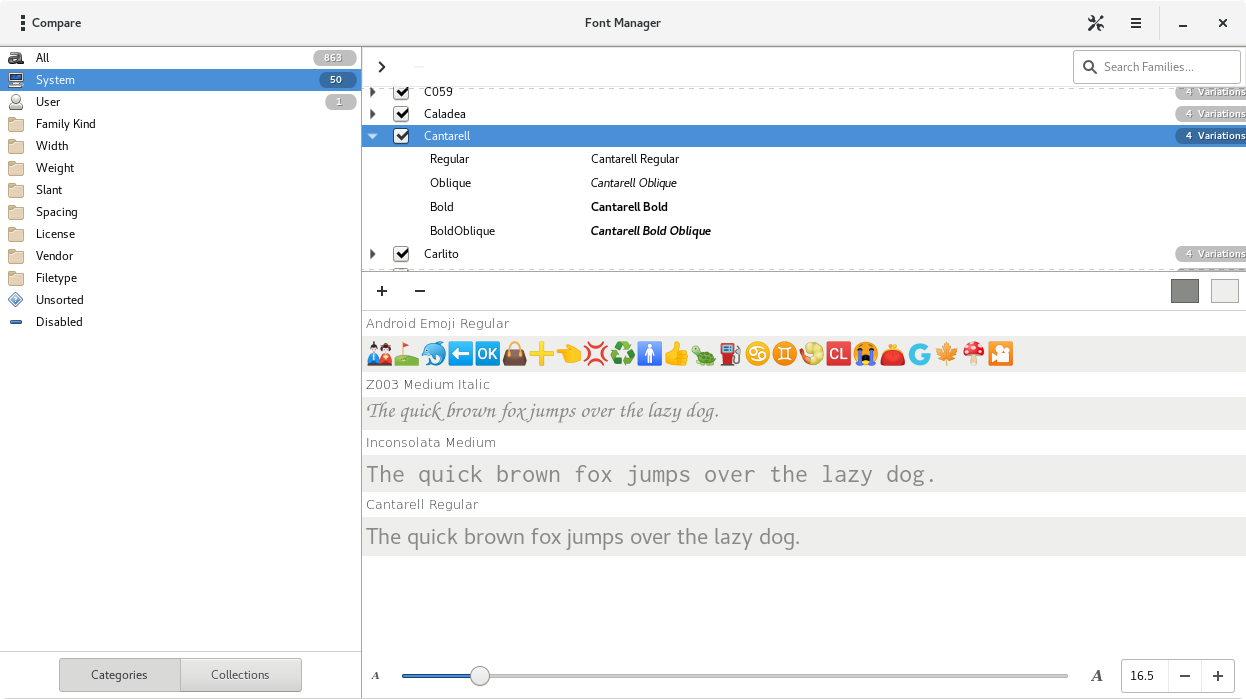 Compare
Font Manager
All 863
System 50
User 1
Family Kind
Width
Weight
Slant
Spacing
License
Vendor
Filetype
Unsorted
Disabled
Categories
Collections
Search Families...
C059 4 Variations
Caladea 4 Variations
Cantarell 4 Variations
Regular Cantarell Regular
Oblique Cantarell Oblique
Bold Cantarell Bold
BoldOblique Cantarell Bold Oblique
Carlito 4 Variations
Android Emoji Regular
OK CL G
Z003 Medium Italic
The quick brown fox jumps over the lazy dog.
Inconsolata Medium
The quick brown fox jumps over the lazy dog.
Cantarell Regular
The quick brown fox jumps over the lazy dog.
A A 16.5